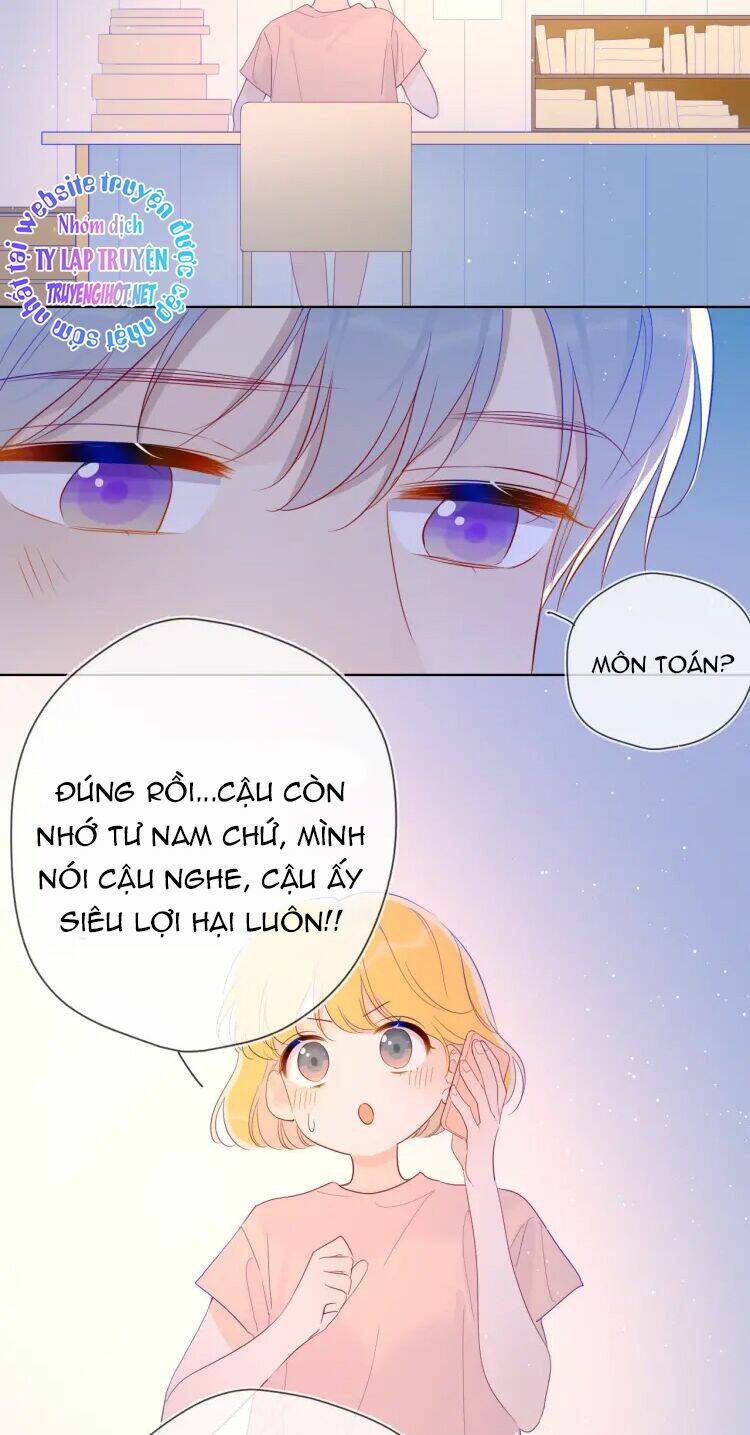 tại website truyện được cập nhật sớm nhất
Nhóm dịch
TY LẠP TRUYỆN
TRUYENGIHOT.NET
MÔN TOÁN?
ĐÚNG RỒI...CẬU CÒN
NHỚ TƯ NAM CHỨ, MÌNH
NÓI CẬU NGHE, CẬU ẤY
SIÊU LỢI HẠI LUÔN!!